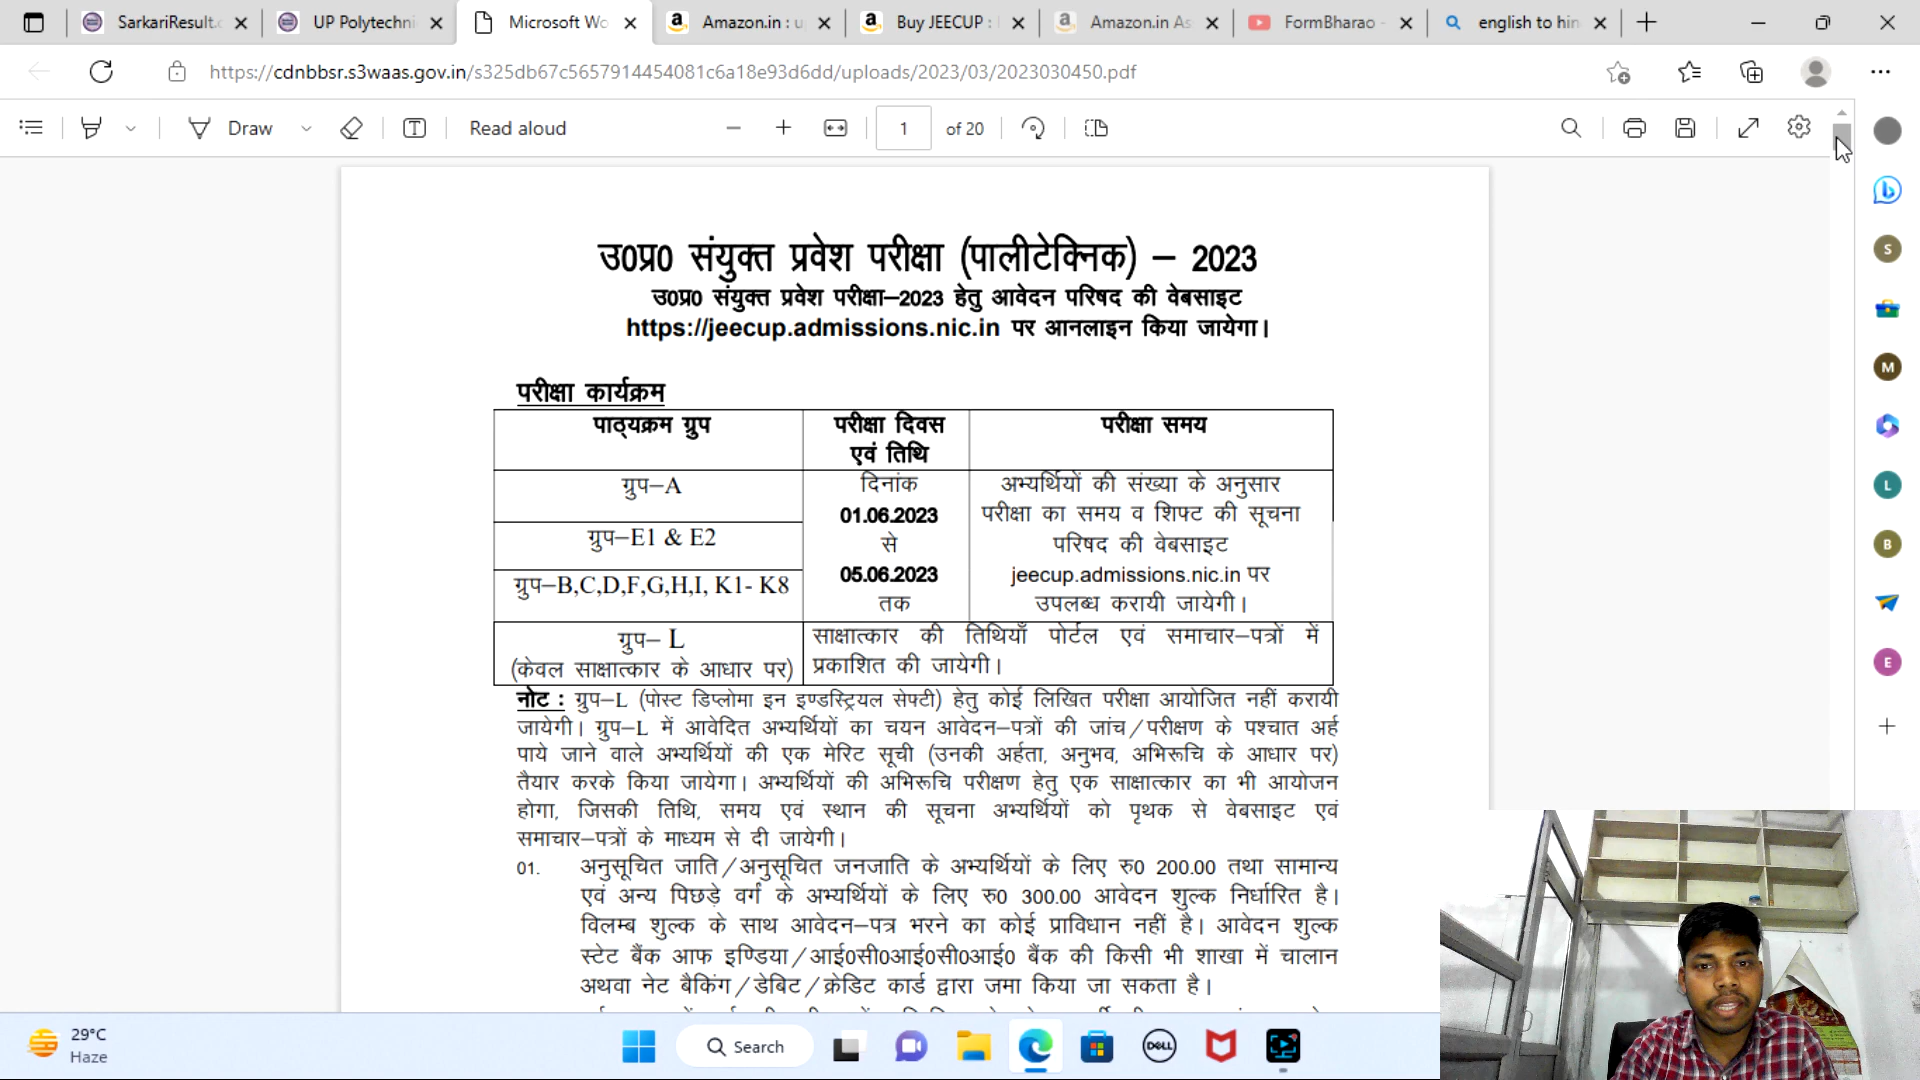 SarkariResult.c
UP Polytechni
Microsoft Wo
Amazon.in : u
Buy JEECUP :
Amazon.in As
FormBharao -
english to hin
https://cdnbbsr.s3waas.gov.in/s325db67c5657914454081c6a18e93d6dd/uploads/2023/03/2023030450.pdf
Draw
Read aloud
1 of 20
उ0प्र0 संयुक्त प्रवेश परीक्षा (पालीटेक्निक) – 2023
उ0प्र0 संयुक्त प्रवेश परीक्षा–2023 हेतु आवेदन परिषद की वेबसाइट
https://jeecup.admissions.nic.in पर आनलाइन किया जायेगा।
परीक्षा कार्यक्रम
पाठ्यक्रम ग्रुप
परीक्षा दिवस
एवं तिथि
परीक्षा समय
ग्रुप–A
ग्रुप–E1 & E2
ग्रुप–B,C,D,F,G,H,I, K1- K8
दिनांक
01.06.2023
से
05.06.2023
तक
अभ्यर्थियों की संख्या के अनुसार
परीक्षा का समय व शिफ्ट की सूचना
परिषद की वेबसाइट
jeecup.admissions.nic.in पर
उपलब्ध करायी जायेगी।
ग्रुप– L
(केवल साक्षात्कार के आधार पर)
साक्षात्कार की तिथियाँ पोर्टल एवं समाचार–पत्रों में
प्रकाशित की जायेगी।
नोट : ग्रुप–L (पोस्ट डिप्लोमा इन इण्डस्ट्रियल सेफ्टी) हेतु कोई लिखित परीक्षा आयोजित नहीं करायी
जायेगी। ग्रुप–L में आवेदित अभ्यर्थियों का चयन आवेदन–पत्रों की जांच/परीक्षण के पश्चात अर्ह
पाये जाने वाले अभ्यर्थियों की एक मेरिट सूची (उनकी अर्हता, अनुभव, अभिरूचि के आधार पर)
तैयार करके किया जायेगा। अभ्यर्थियों की अभिरूचि परीक्षण हेतु एक साक्षात्कार का भी आयोजन
होगा, जिसकी तिथि, समय एवं स्थान की सूचना अभ्यर्थियों को पृथक से वेबसाइट एवं
समाचार–पत्रों के माध्यम से दी जायेगी।
01. अनुसूचित जाति/अनुसूचित जनजाति के अभ्यर्थियों के लिए रु0 200.00 तथा सामान्य
एवं अन्य पिछड़े वर्ग के अभ्यर्थियों के लिए रु0 300.00 आवेदन शुल्क निर्धारित है।
विलम्ब शुल्क के साथ आवेदन–पत्र भरने का कोई प्राविधान नहीं है। आवेदन शुल्क
स्टेट बैंक आफ इण्डिया/आई0सी0आई0सी0आई0 बैंक की किसी भी शाखा में चालान
अथवा नेट बैकिंग/डेबिट/क्रेडिट कार्ड द्वारा जमा किया जा सकता है।
S
M
L
B
E
29°C
Haze
Search
DELL